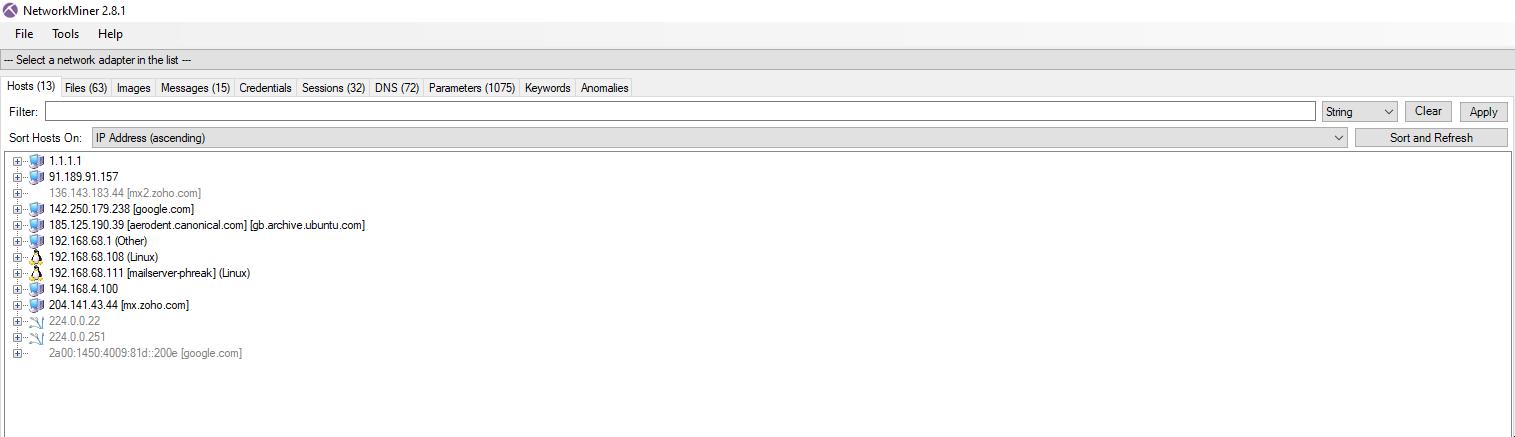 NetworkMiner 2.8.1
File Tools Help
--- Select a network adapter in the list ---
Hosts (13) Files (63) Images Messages (15) Credentials Sessions (32) DNS (72) Parameters (1075) Keywords Anomalies
Filter: String Clear Apply
Sort Hosts On: IP Address (ascending) Sort and Refresh
1.1.1.1
91.189.91.157
136.143.183.44 [mx2.zoho.com]
142.250.179.238 [google.com]
185.125.190.39 [aerodent.canonical.com] [gb.archive.ubuntu.com]
192.168.68.1 (Other)
192.168.68.108 (Linux)
192.168.68.111 [mailserver-phreak] (Linux)
194.168.4.100
204.141.43.44 [mx.zoho.com]
224.0.0.22
224.0.0.251
2a00:1450:4009:81d::200e [google.com]